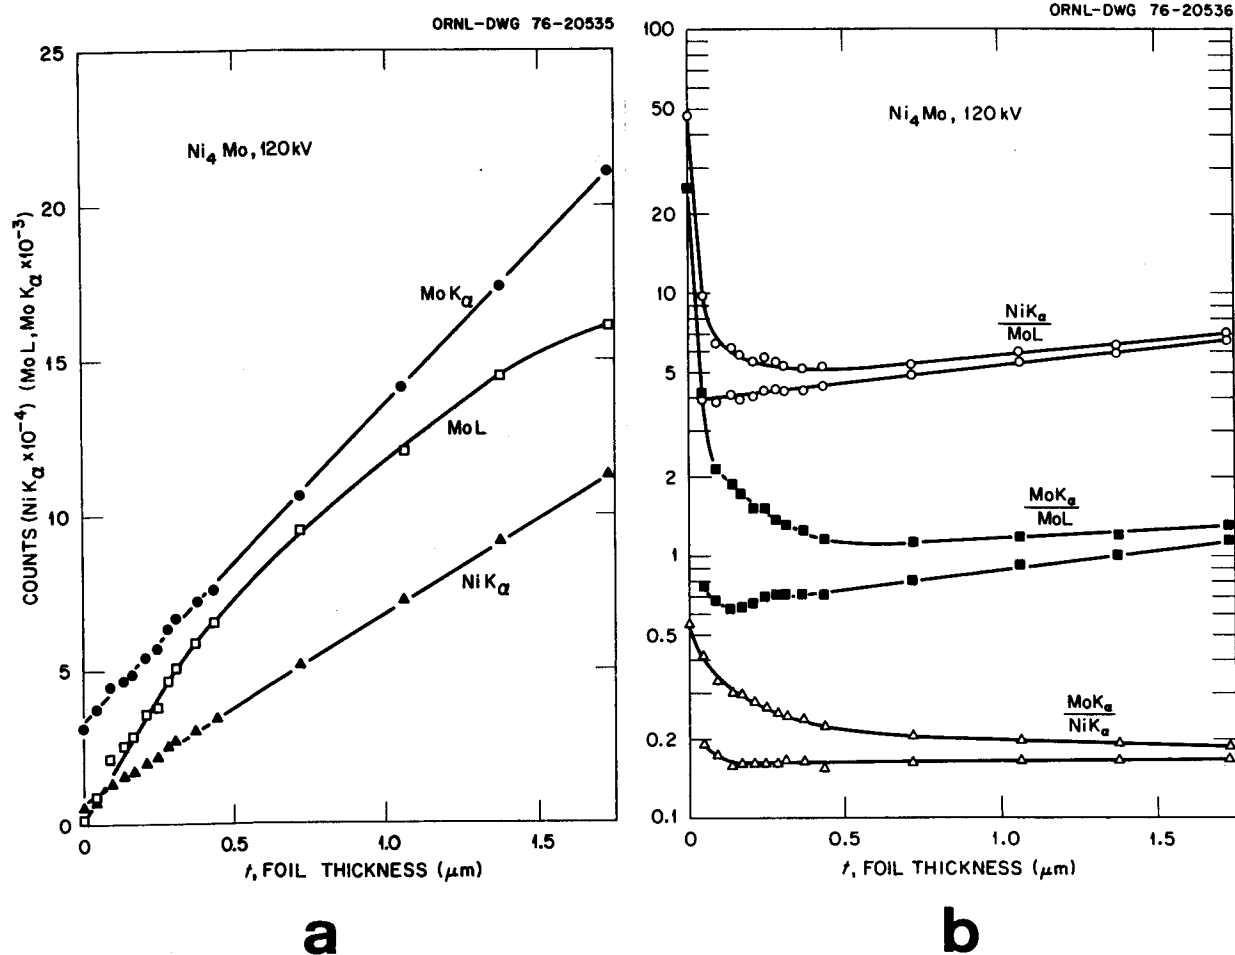 ORNL-DWG 76-20535
25
20
15
10
5
0
COUNTS (NiKα ×10⁻⁴) (MoL, MoKα ×10⁻³)
Ni₄Mo, 120kV
MoKα
MoL
NiKα
0 0.5 1.0 1.5
t, FOIL THICKNESS (μm)
a
ORNL-DWG 76-20536
100
50
20
10
5
2
1
0.5
0.2
0.1
Ni₄Mo, 120kV
NiKα
MoL
MoKα
MoL
MoKα
NiKα
0 0.5 1.0 1.5
t, FOIL THICKNESS (μm)
b